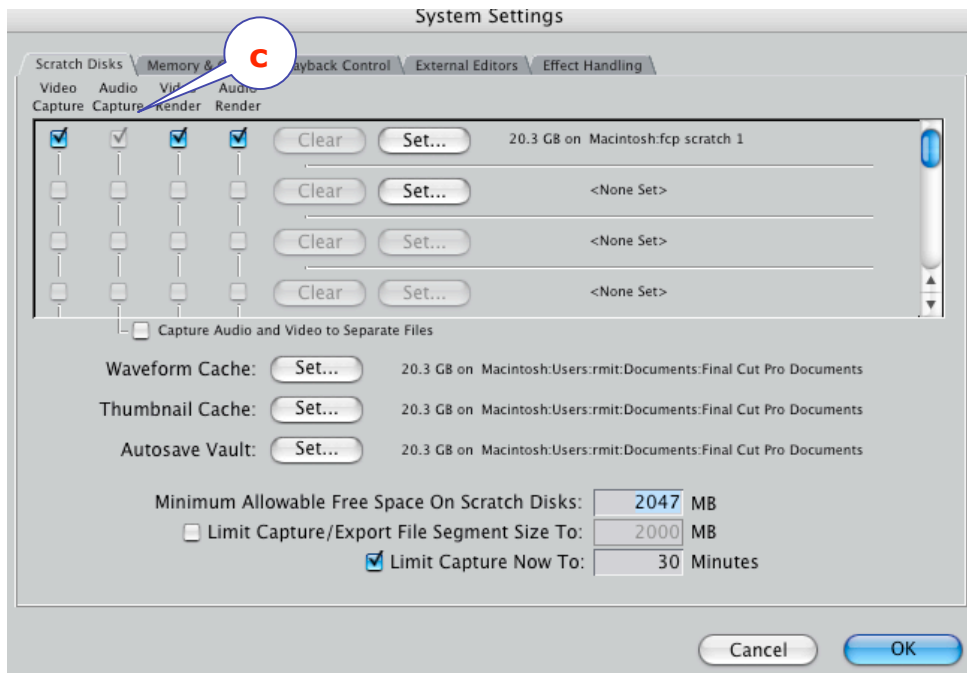 System Settings
Scratch Disks Memory & ayback Control External Editors Effect Handling
c
Video Audio Video Audio
Capture Capture Render Render
Clear Set... 20.3 GB on Macintosh:fcp scratch 1
Clear Set... <None Set>
Clear Set... <None Set>
Clear Set... <None Set>
Capture Audio and Video to Separate Files
Waveform Cache: Set... 20.3 GB on Macintosh:Users:rmit:Documents:Final Cut Pro Documents
Thumbnail Cache: Set... 20.3 GB on Macintosh:Users:rmit:Documents:Final Cut Pro Documents
Autosave Vault: Set... 20.3 GB on Macintosh:Users:rmit:Documents:Final Cut Pro Documents
Minimum Allowable Free Space On Scratch Disks: 2047 MB
Limit Capture/Export File Segment Size To: 2000 MB
Limit Capture Now To: 30 Minutes
Cancel OK